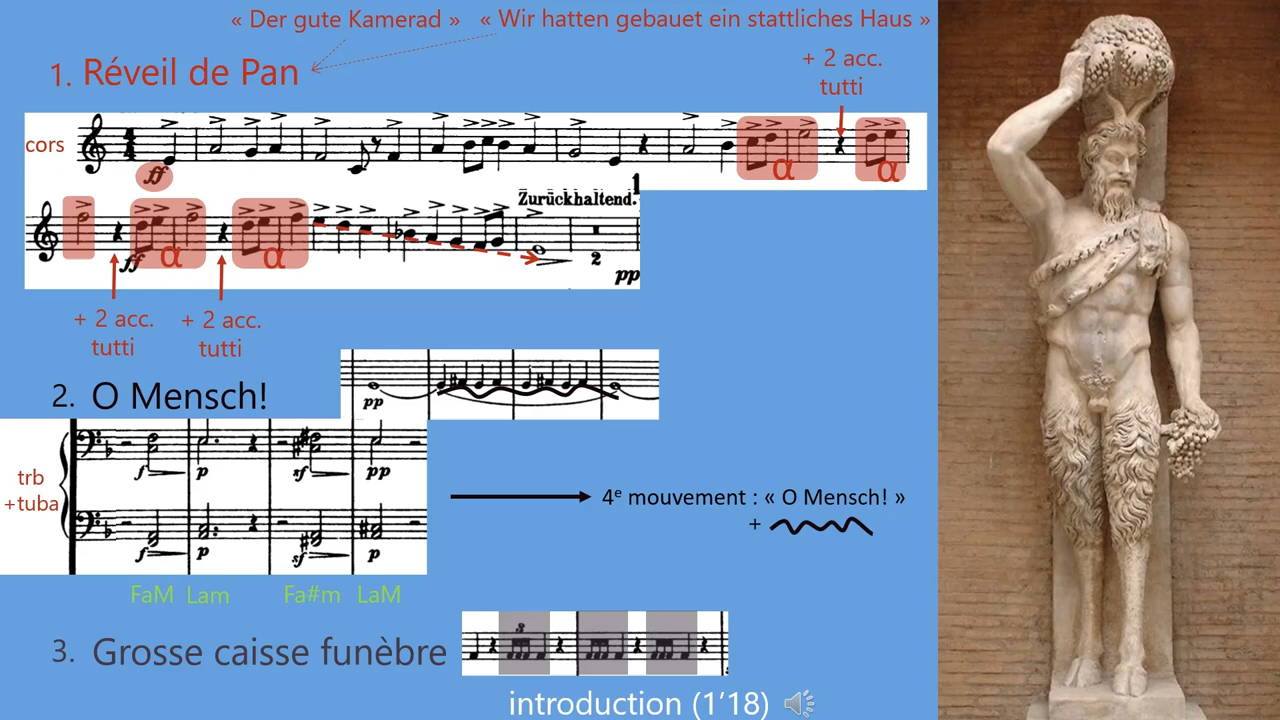 « Der gute Kamerad »   « Wir hatten gebauet ein stattliches Haus »
1. Réveil de Pan
+ 2 acc.
tutti
cors
ff
α
α
Zurückhaltend.
1
ff
α
α
2
pp
+ 2 acc.
tutti
+ 2 acc.
tutti
2. O Mensch!
pp
trb
+tuba
f p sf pp
f p sf p
4e mouvement : « O Mensch! »
+
FaM Lam Fa#m LaM
3. Grosse caisse funèbre
3
introduction (1’18)